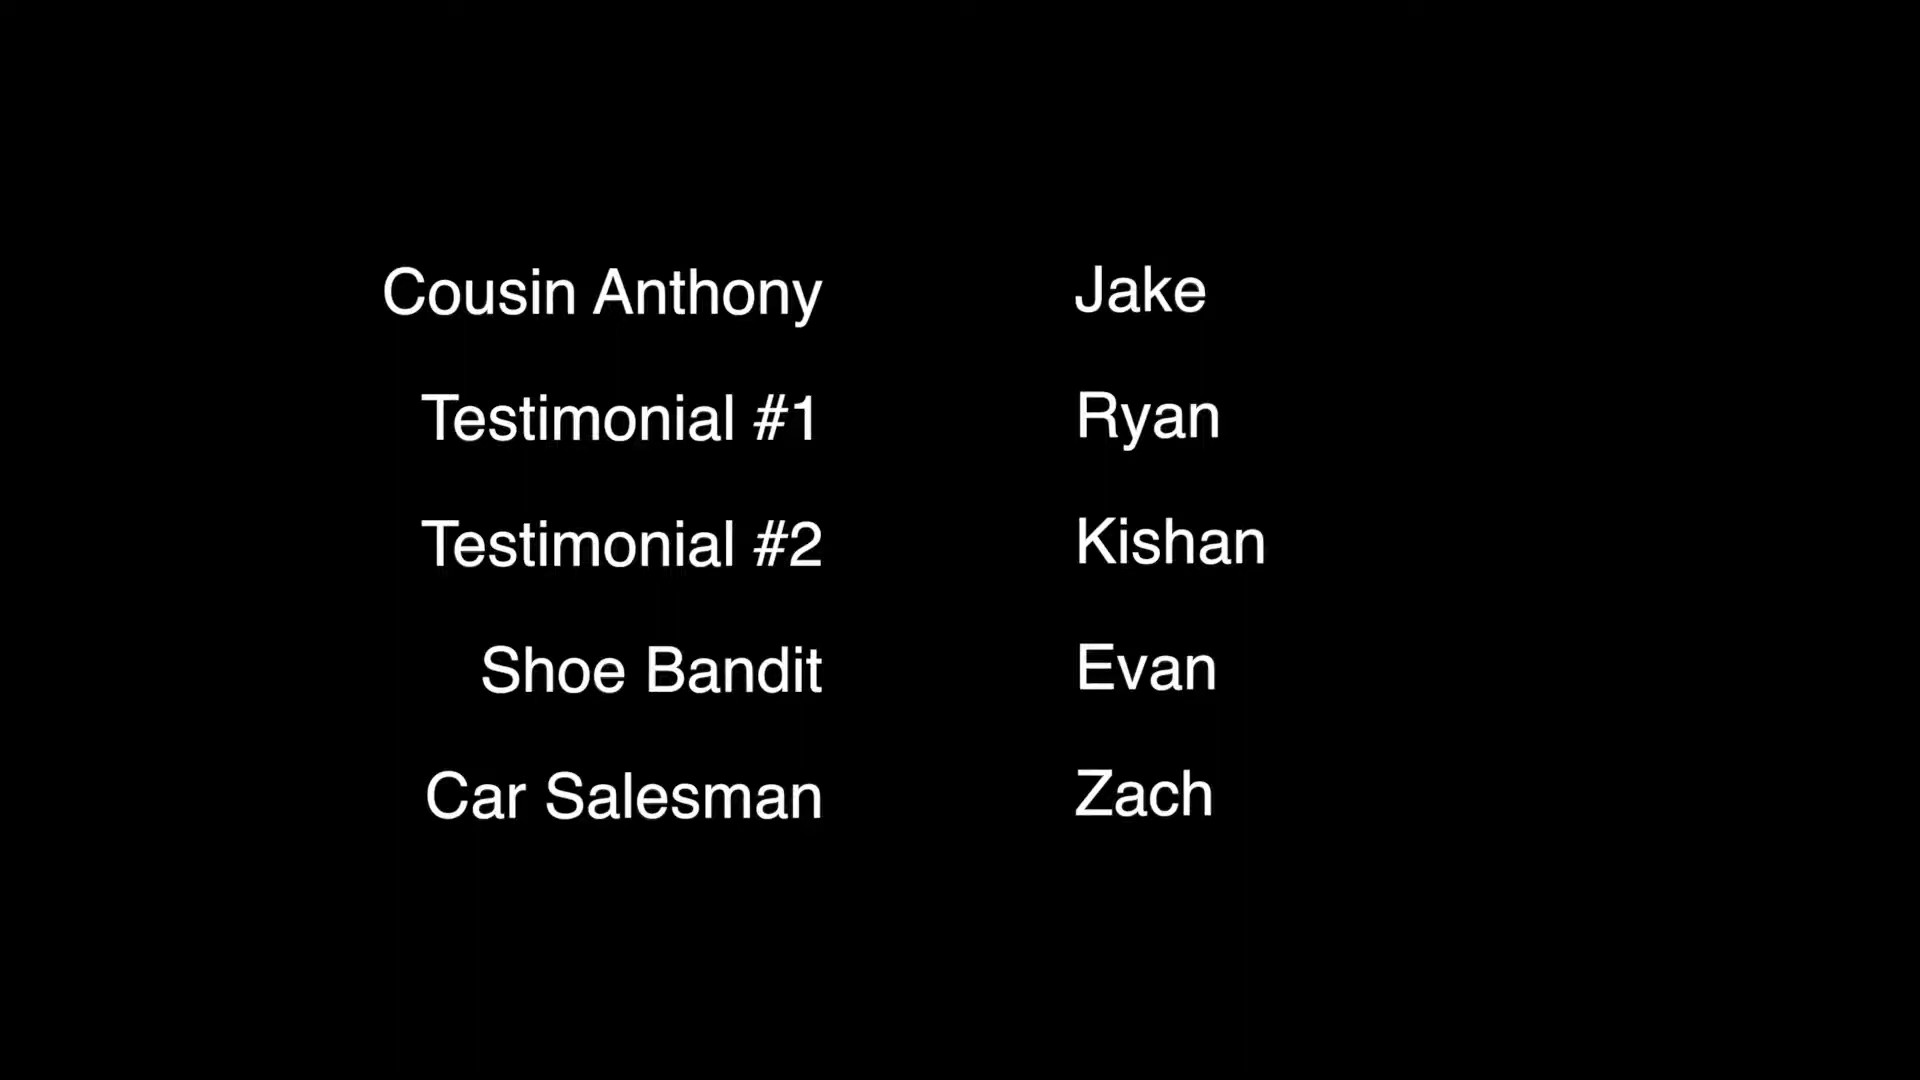 Cousin Anthony Jake
Testimonial #1 Ryan
Testimonial #2 Kishan
Shoe Bandit Evan
Car Salesman Zach